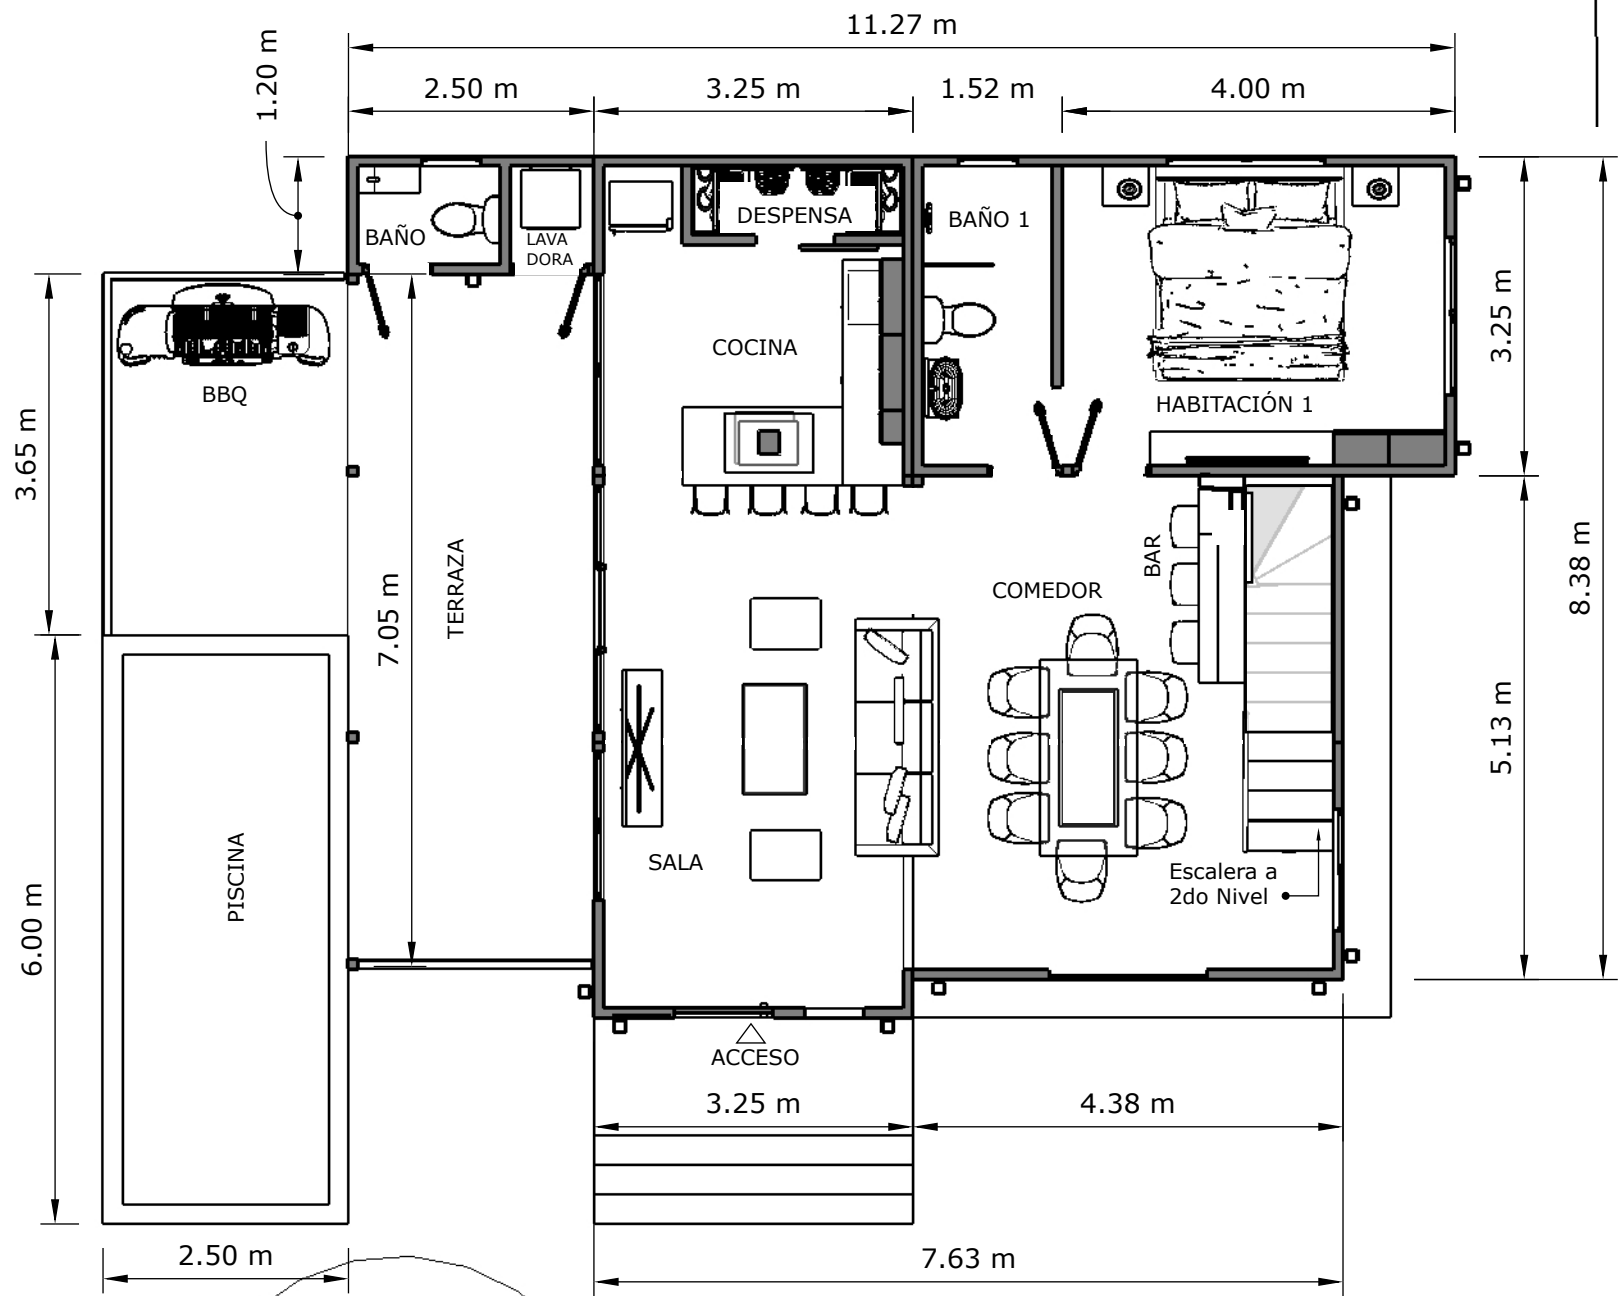 11.27 m
1.20 m
2.50 m
3.25 m
1.52 m
4.00 m
BAÑO
LAVA
DORA
DESPENSA
BAÑO 1
COCINA
BBQ
HABITACIÓN 1
3.25 m
3.65 m
8.38 m
TERRAZA
7.05 m
BAR
COMEDOR
5.13 m
SALA
PISCINA
Escalera a
2do Nivel
6.00 m
ACCESO
3.25 m
4.38 m
2.50 m
7.63 m